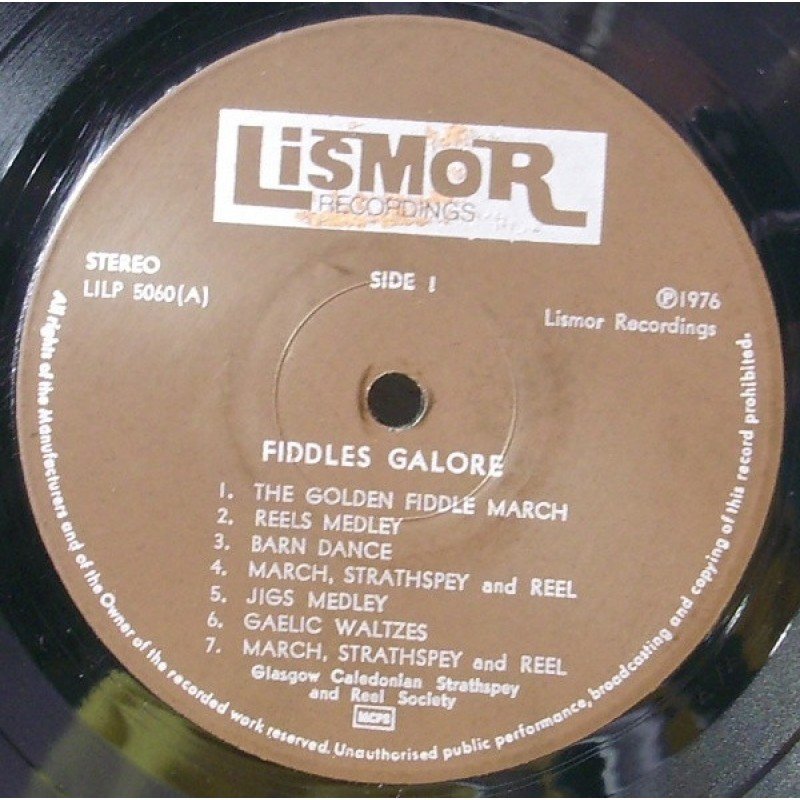 LiSMOR
RECORDINGS
STEREO
LILP 5060(A)
SIDE 1
Ⓟ1976
Lismor Recordings
FIDDLES GALORE
1. THE GOLDEN FIDDLE MARCH
2. REELS MEDLEY
3. BARN DANCE
4. MARCH, STRATHSPEY and REEL
5. JIGS MEDLEY
6. GAELIC WALTZES
7. MARCH, STRATHSPEY and REEL
Glasgow Caledonian Strathspey
and Reel Society
MCPS
All rights of the Manufacturers and of the Owner of the recorded work reserved. Unauthorised public performance, broadcasting and copying of this record prohibited.